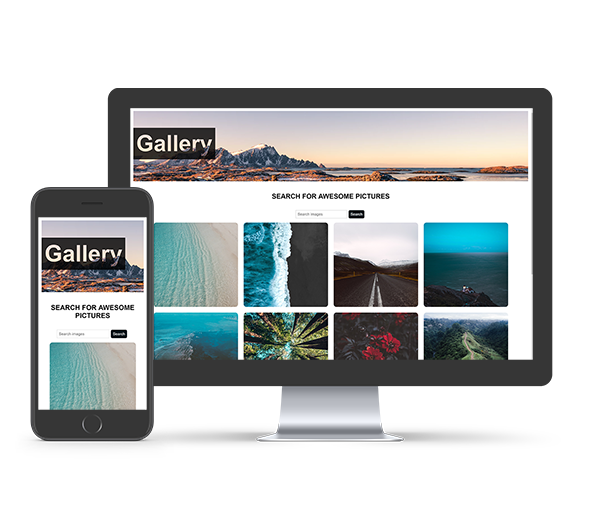 Gallery
SEARCH FOR AWESOME PICTURES
Search images
Search
Gallery
SEARCH FOR AWESOME
PICTURES
Search images
Search